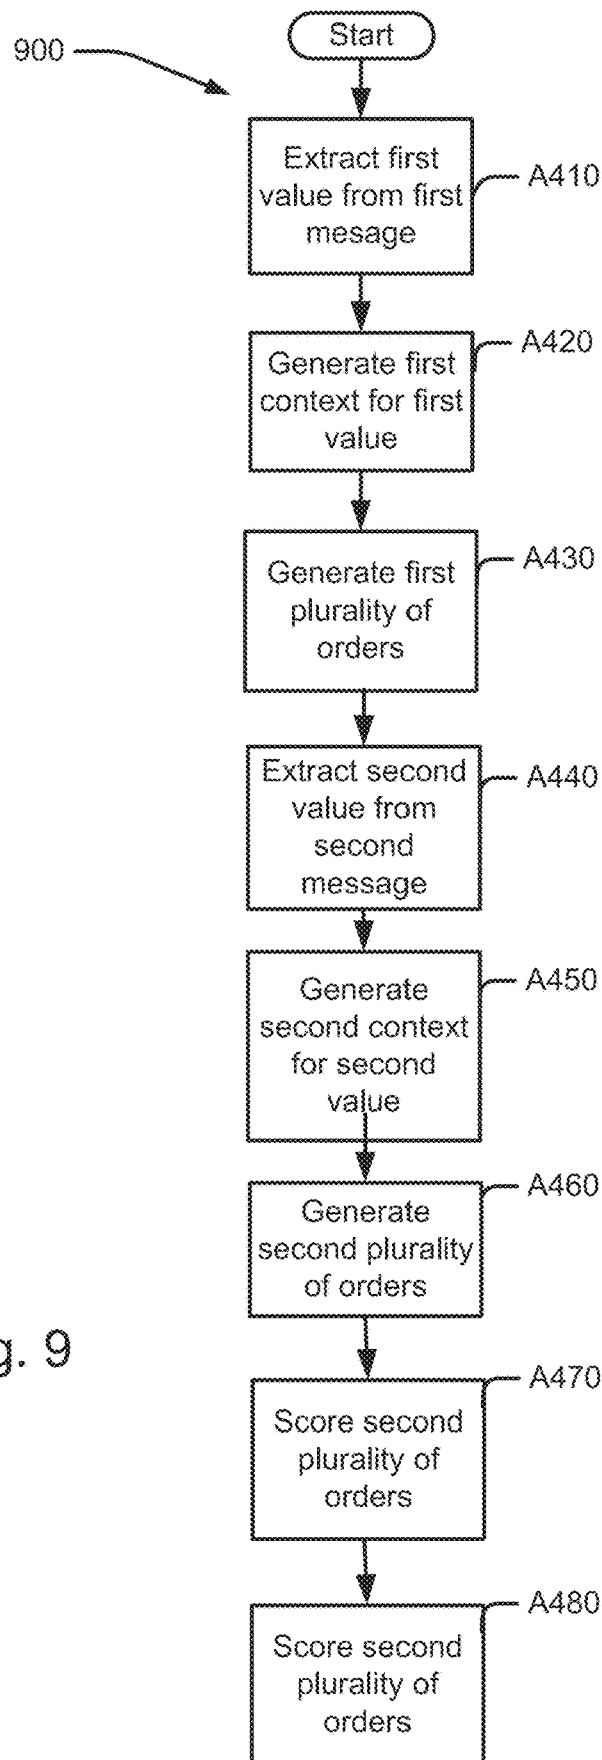 Start
900
Extract first
value from first
mesage
A410
Generate first
context for first
value
A420
Generate first
plurality of
orders
A430
Extract second
value from
second
message
A440
Generate
second context
for second
value
A450
Generate
second plurality
of orders
A460
g. 9
Score second
plurality of
orders
A470
Score second
plurality of
orders
A480